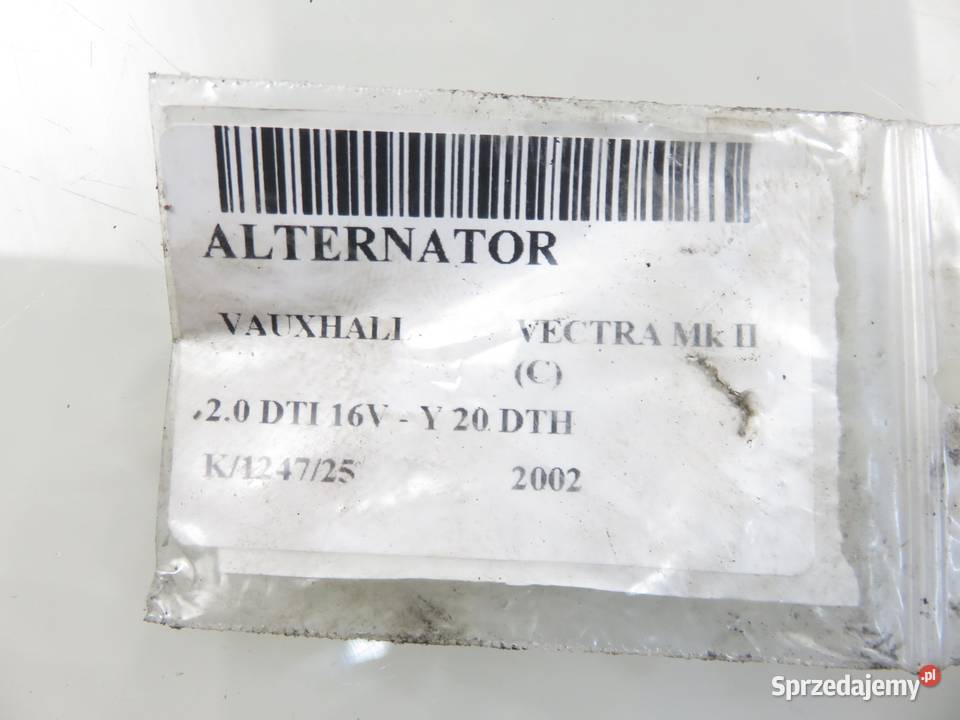 ALTERNATOR
VAUXHALL VECTRA Mk II
(C)
2.0 DTI 16V - Y 20 DTH
K/1247/25 2002
Sprzedajemy.pl